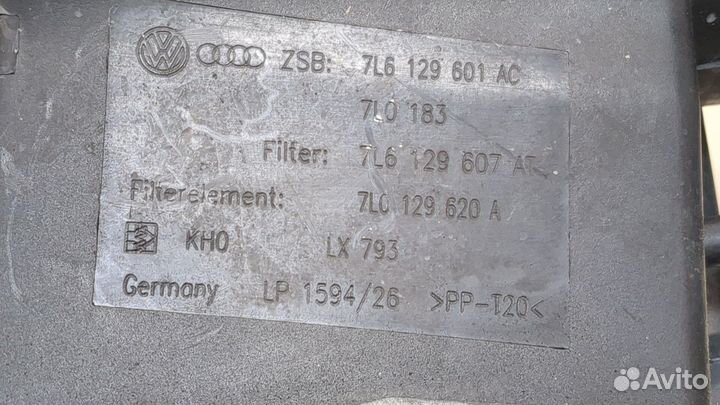 ZSB: 7L6 129 601 AC
7L0 183
Filter: 7L6 129 607 AT
Filterelement: 7L0 129 620 A
KHO LX 793
Germany LP 1594/26 >PP-T20<
Avito